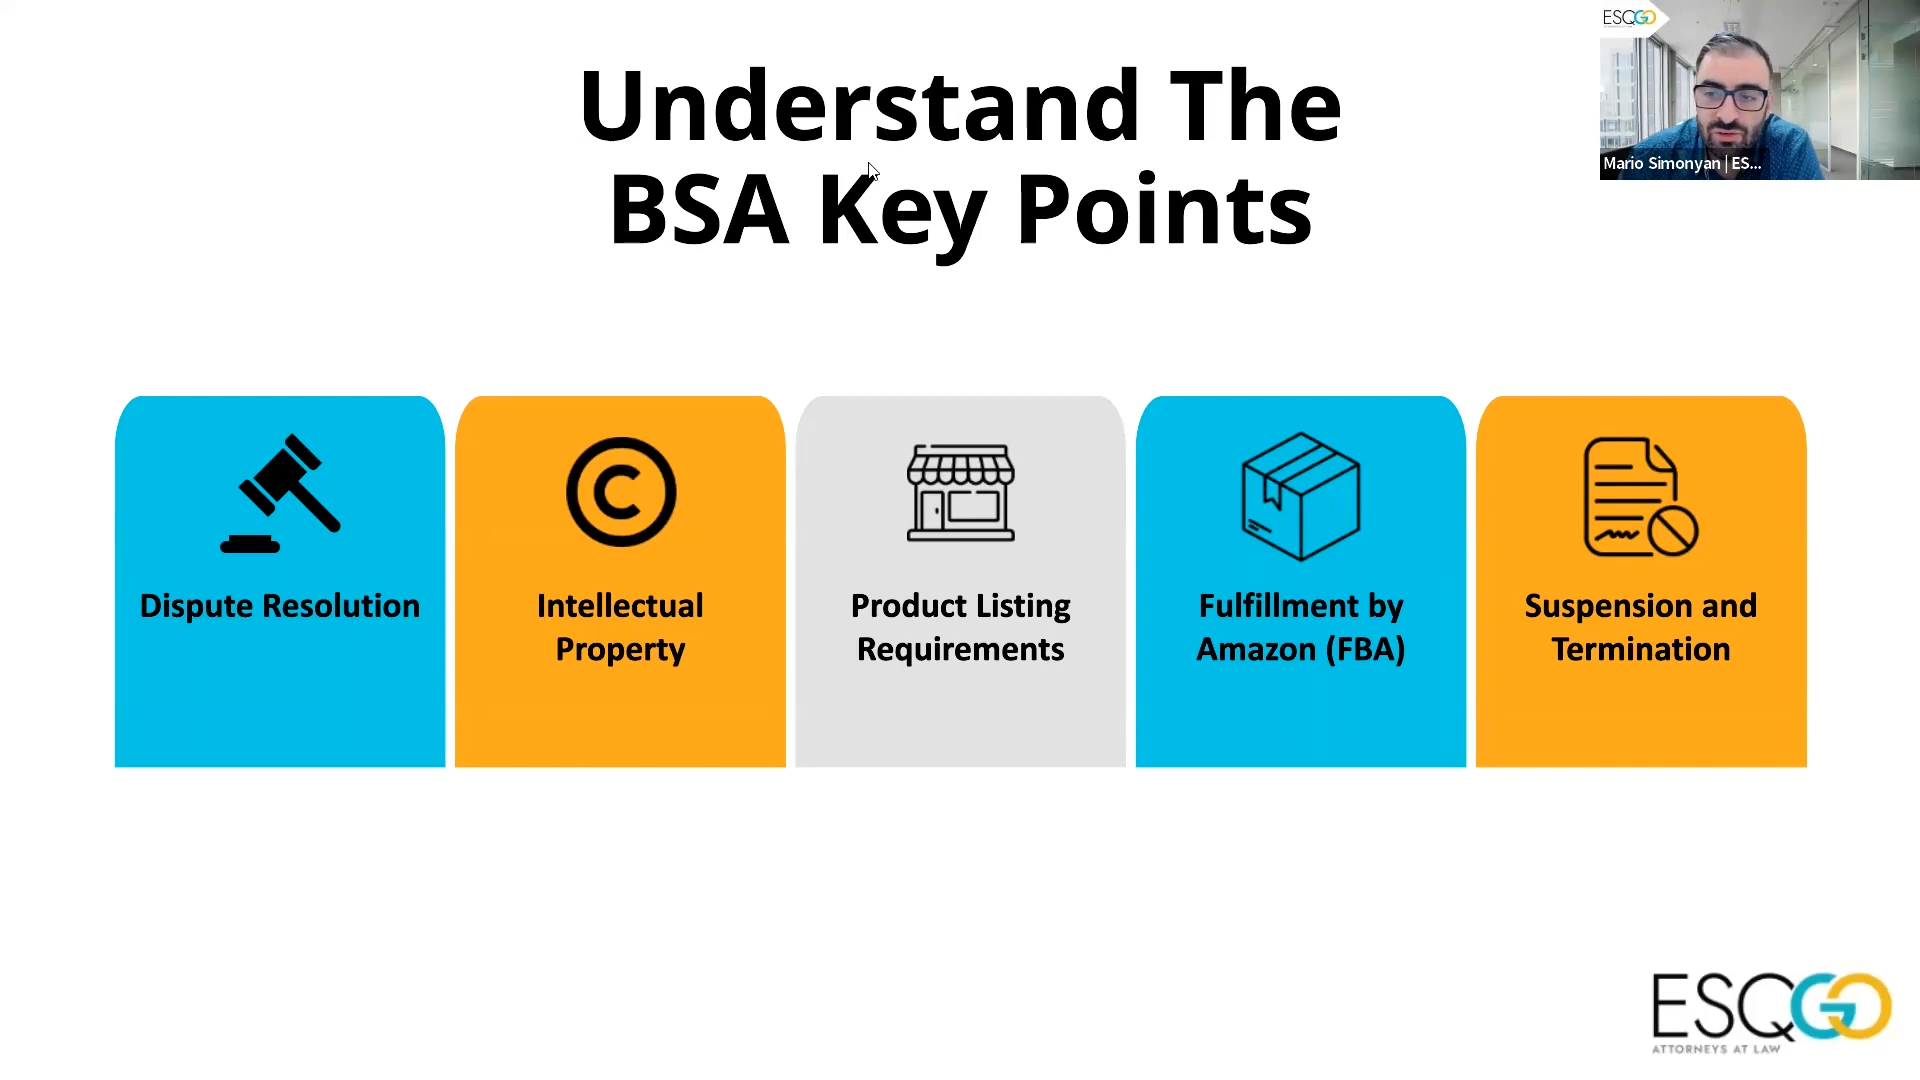 Understand The
BSA Key Points
ESQGO
Mario Simonyan | ES...
©
Dispute Resolution
Intellectual
Property
Product Listing
Requirements
Fulfillment by
Amazon (FBA)
Suspension and
Termination
ESQGO
ATTORNEYS AT LAW